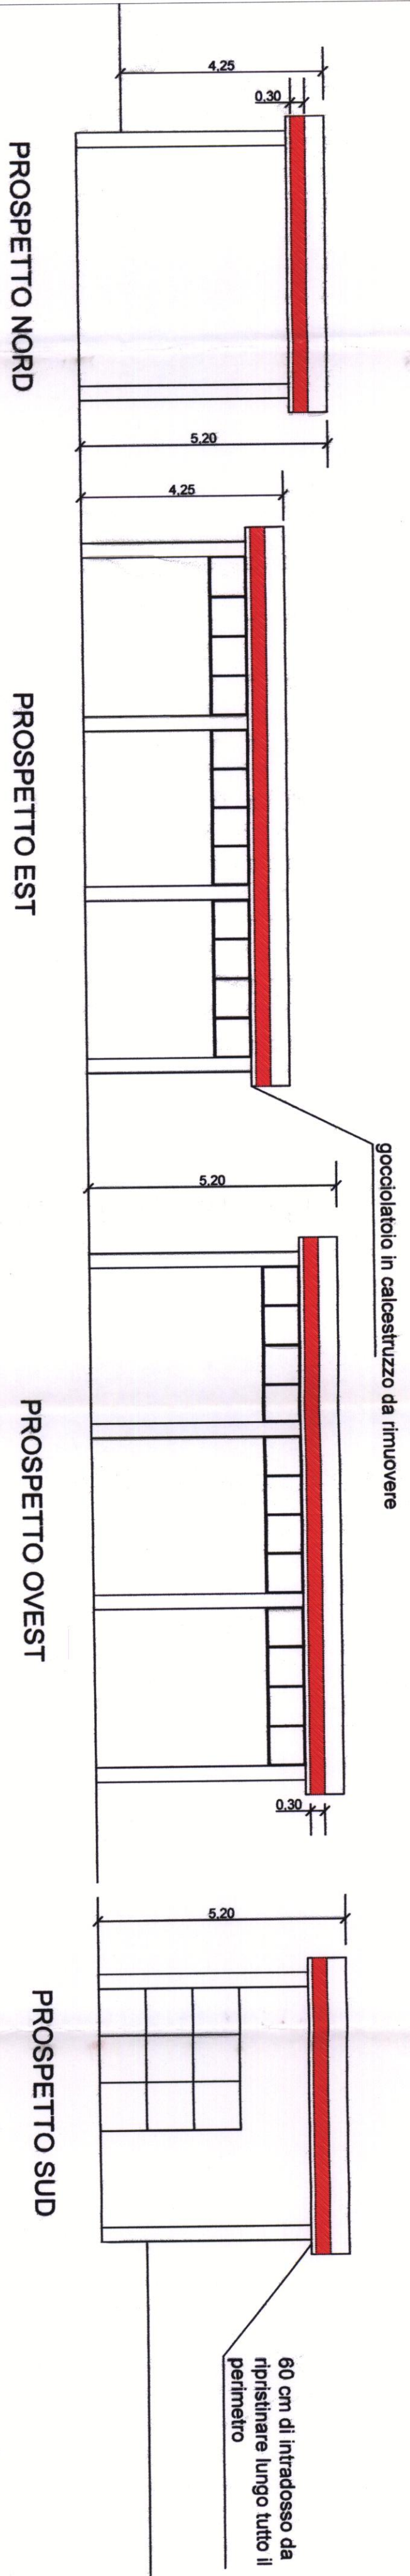 4.25
0.30
5.20
PROSPETTO NORD
4.25
PROSPETTO EST
gocciolatoio in calcestruzzo da rimuovere
5.20
0.30
PROSPETTO OVEST
5.20
PROSPETTO SUD
60 cm di intradosso da
ripristinare lungo tutto il
perimetro